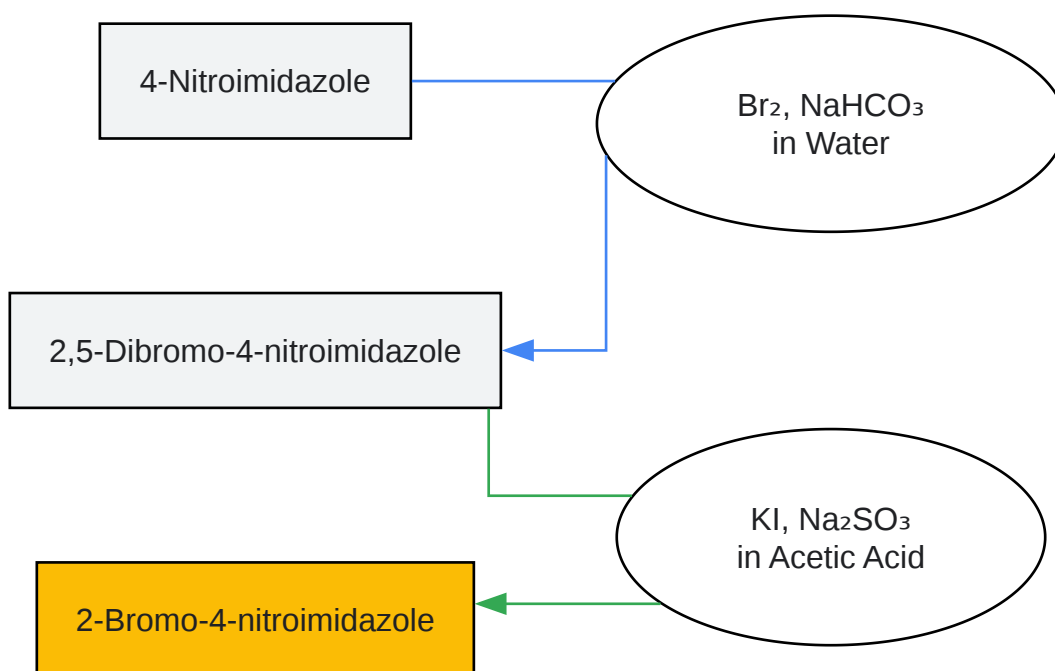 4-Nitroimidazole
Br₂, NaHCO₃
in Water
2,5-Dibromo-4-nitroimidazole
KI, Na₂SO₃
in Acetic Acid
2-Bromo-4-nitroimidazole